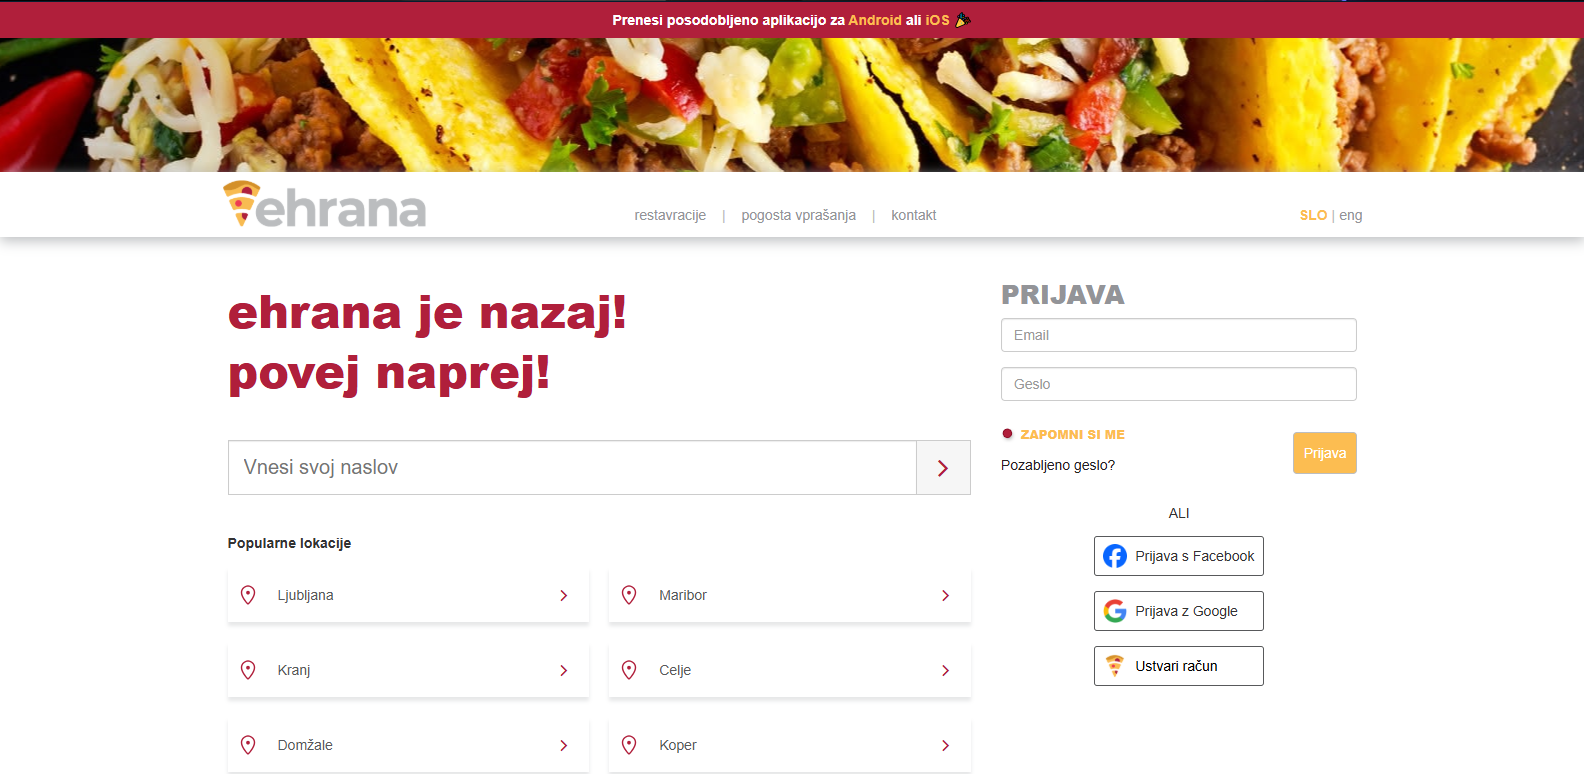 Prenesi posodobljeno aplikacijo za Android ali iOS 🎉
ehrana
restavracije | pogosta vprašanja | kontakt
SLO | eng
ehrana je nazaj!
povej naprej!
Vnesi svoj naslov
Popularne lokacije
Ljubljana
Maribor
Kranj
Celje
Domžale
Koper
PRIJAVA
Email
Geslo
ZAPOMNI SI ME
Pozabljeno geslo?
Prijava
ALI
Prijava s Facebook
Prijava z Google
Ustvari račun